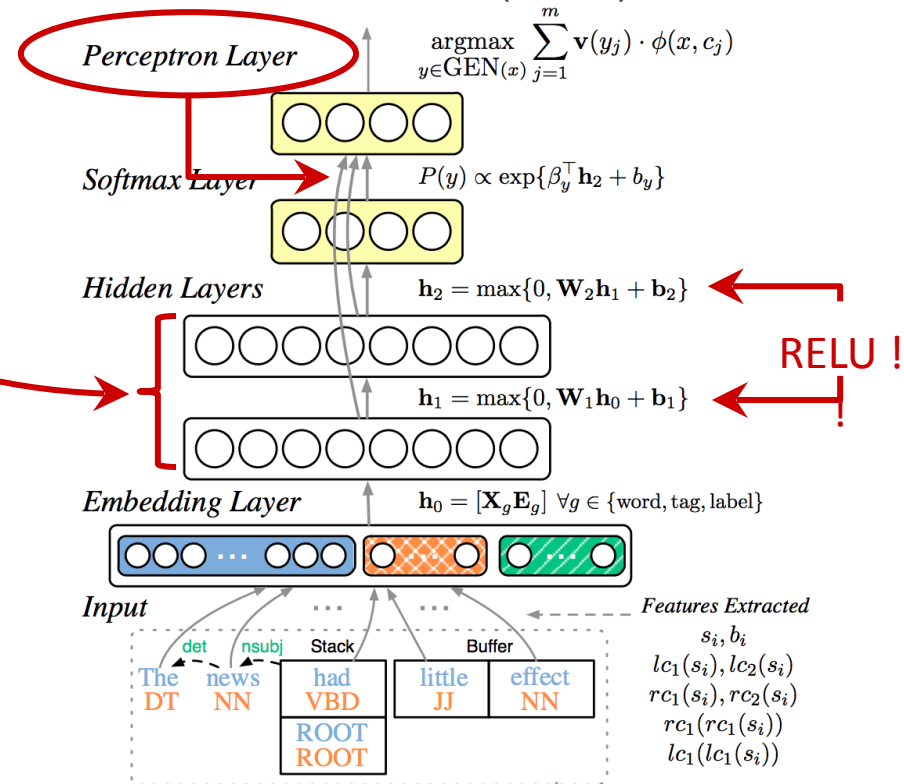 Perceptron Layer
argmax y∈GEN(x) ∑ j=1 m v(y_j) · ϕ(x, c_j)
Softmax Layer
P(y) ∝ exp{β_y^⊤ h_2 + b_y}
Hidden Layers
h_2 = max{0, W_2 h_1 + b_2}
RELU !
!
h_1 = max{0, W_1 h_0 + b_1}
Embedding Layer
h_0 = [X_g E_g] ∀g ∈ {word, tag, label}
... ... ...
Input
... ...
Features Extracted
det nsubj Stack Buffer
s_i, b_i
The news had little effect
lc_1(s_i), lc_2(s_i)
DT NN VBD JJ NN
rc_1(s_i), rc_2(s_i)
ROOT
rc_1(rc_1(s_i))
ROOT
lc_1(lc_1(s_i))